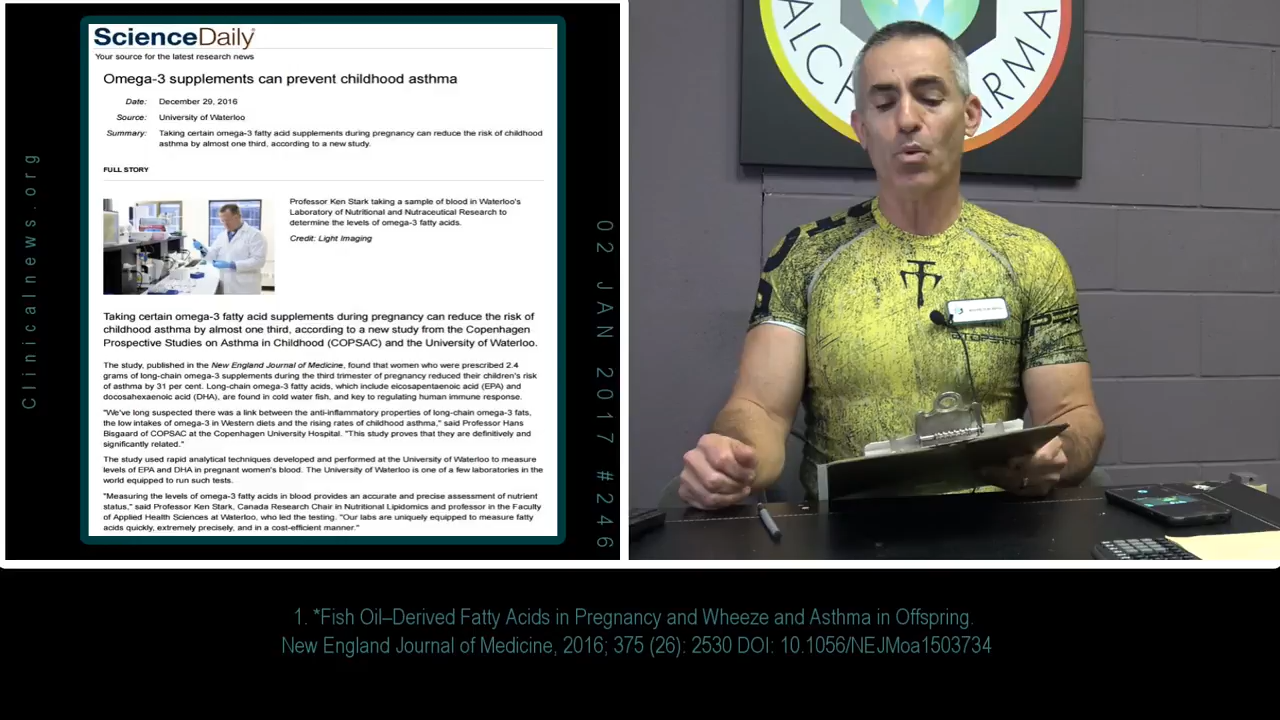 ScienceDaily®
Your source for the latest research news
Omega-3 supplements can prevent childhood asthma
Date: December 29, 2016
Source: University of Waterloo
Summary: Taking certain omega-3 fatty acid supplements during pregnancy can reduce the risk of childhood
asthma by almost one third, according to a new study.
FULL STORY
Professor Ken Stark taking a sample of blood in Waterloo's
Laboratory of Nutritional and Nutraceutical Research to
determine the levels of omega-3 fatty acids.
Credit: Light Imaging
Taking certain omega-3 fatty acid supplements during pregnancy can reduce the risk of
childhood asthma by almost one third, according to a new study from the Copenhagen
Prospective Studies on Asthma in Childhood (COPSAC) and the University of Waterloo.
The study, published in the New England Journal of Medicine, found that women who were prescribed 2.4
grams of long-chain omega-3 supplements during the third trimester of pregnancy reduced their children's risk
of asthma by 31 per cent. Long-chain omega-3 fatty acids, which include eicosapentaenoic acid (EPA) and
docosahexaenoic acid (DHA), are found in cold water fish, and key to regulating human immune response.
"We've long suspected there was a link between the anti-inflammatory properties of long-chain omega-3 fats,
the low intakes of omega-3 in Western diets and the rising rates of childhood asthma," said Professor Hans
Bisgaard of COPSAC at the Copenhagen University Hospital. "This study proves that they are definitively and
significantly related."
The study used rapid analytical techniques developed and performed at the University of Waterloo to measure
levels of EPA and DHA in pregnant women's blood. The University of Waterloo is one of a few laboratories in the
world equipped to run such tests.
"Measuring the levels of omega-3 fatty acids in blood provides an accurate and precise assessment of nutrient
status," said Professor Ken Stark, Canada Research Chair in Nutritional Lipidomics and professor in the Faculty
of Applied Health Sciences at Waterloo, who led the testing. "Our labs are uniquely equipped to measure fatty
acids quickly, extremely precisely, and in a cost-efficient manner."
Clinicalnews.org
02 JAN 2017 #246
1. *Fish Oil–Derived Fatty Acids in Pregnancy and Wheeze and Asthma in Offspring.
New England Journal of Medicine, 2016; 375 (26): 2530 DOI: 10.1056/NEJMoa1503734